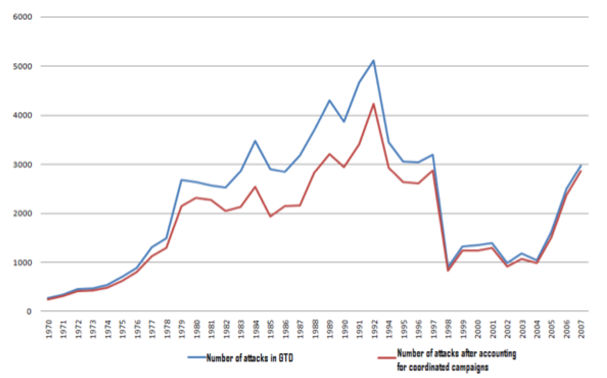 6000
5000
4000
3000
2000
1000
0
1970 1971 1972 1973 1974 1975 1976 1977 1978 1979 1980 1981 1982 1983 1984 1985 1986 1987 1988 1989 1990 1991 1992 1994 1995 1996 1997 1998 1999 2000 2001 2002 2003 2004 2005 2006 2007
Number of attacks in GTD
Number of attacks after accounting
for coordinated campaigns